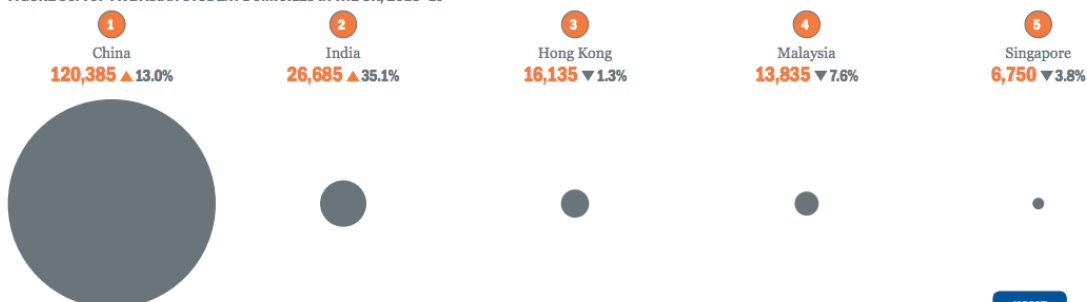 1
China
120,385 ▲ 13.0%
2
India
26,685 ▲ 35.1%
3
Hong Kong
16,135 ▼ 1.3%
4
Malaysia
13,835 ▼ 7.6%
5
Singapore
6,750 ▼ 3.8%